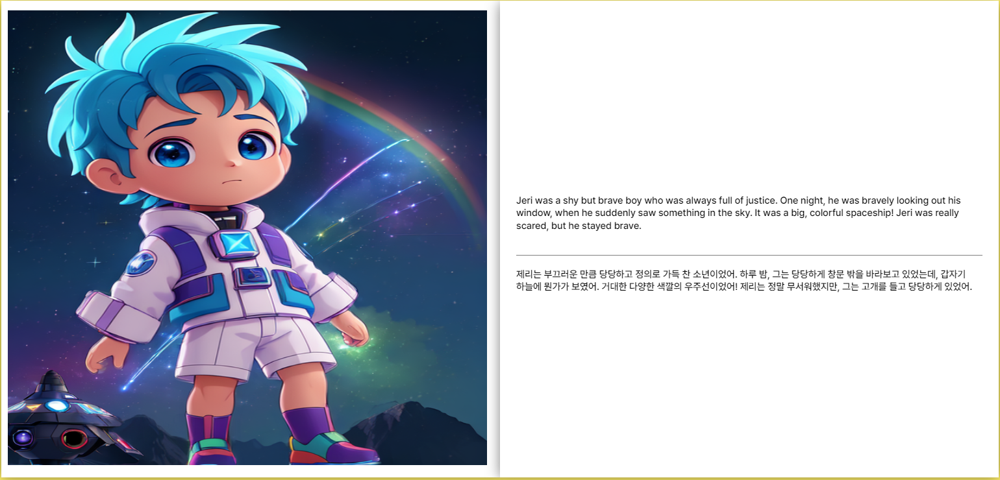 Jeri was a shy but brave boy who was always full of justice. One night, he was bravely looking out his
window, when he suddenly saw something in the sky. It was a big, colorful spaceship! Jeri was really
scared, but he stayed brave.
제리는 부끄러운 만큼 당당하고 정의로 가득 찬 소년이었어. 하루 밤, 그는 당당하게 창문 밖을 바라보고 있었는데, 갑자기
하늘에 뭔가가 보였어. 거대한 다양한 색깔의 우주선이었어! 제리는 정말 무서워했지만, 그는 고개를 들고 당당하게 있었어.